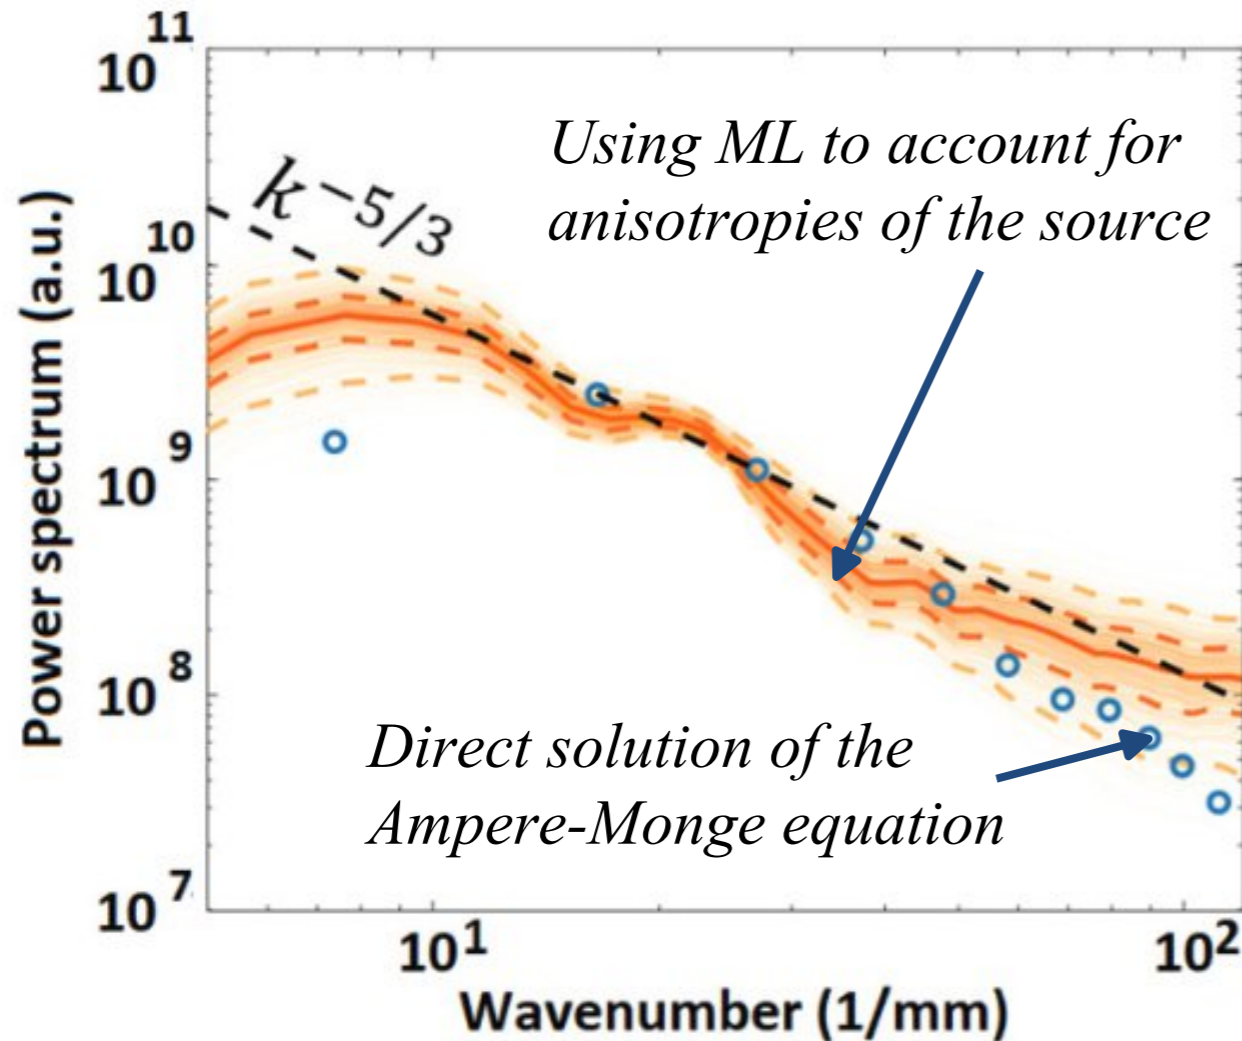 10^11
Using ML to account for
anisotropies of the source
k^−5/3
10^10
Power spectrum (a.u.)
10^9
10^8
Direct solution of the
Ampere-Monge equation
10^7
10^1
10^2
Wavenumber (1/mm)